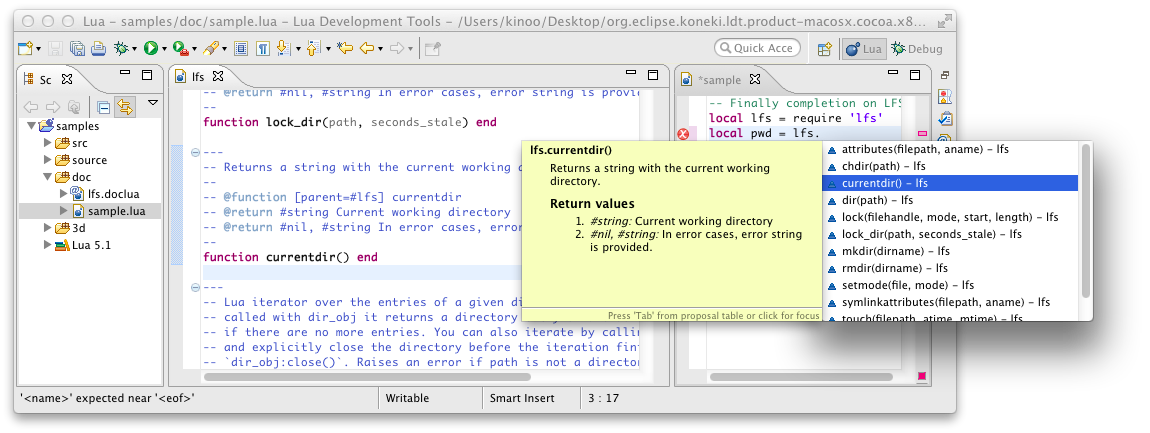 Lua – samples/doc/sample.lua – Lua Development Tools – /Users/kinoo/Desktop/org.eclipse.koneki.ldt.product-macosx.cocoa.x8...
Quick Acce
Lua
Debug
Sc
samples
src
source
doc
lfs.doclua
sample.lua
3d
Lua 5.1
lfs
-- @return #nil, #string In error cases, error string is provid
--
function lock_dir(path, seconds_stale) end
---
-- Returns a string with the current working d
--
-- @function [parent=#lfs] currentdir
-- @return #string Current working directory
-- @return #nil, #string In error cases, error
--
function currentdir() end
---
-- Lua iterator over the entries of a given di
-- called with dir_obj it returns a directory
-- if there are no more entries. You can also iterate by callin
-- and explicitly close the directory before the iteration fini
-- `dir_obj:close()`. Raises an error if path is not a director
*sample
-- Finally completion on LFS
local lfs = require 'lfs'
local pwd = lfs.
lfs.currentdir()
Returns a string with the current working
directory.
Return values
1. #string: Current working directory
2. #nil, #string: In error cases, error string
is provided.
Press 'Tab' from proposal table or click for focus
attributes(filepath, aname) – lfs
chdir(path) – lfs
currentdir() – lfs
dir(path) – lfs
lock(filehandle, mode, start, length) – lfs
lock_dir(path, seconds_stale) – lfs
mkdir(dirname) – lfs
rmdir(dirname) – lfs
setmode(file, mode) – lfs
symlinkattributes(filepath, aname) – lfs
touch(filepath, atime, mtime) – lfs
'<name>' expected near '<eof>'
Writable
Smart Insert
3 : 17